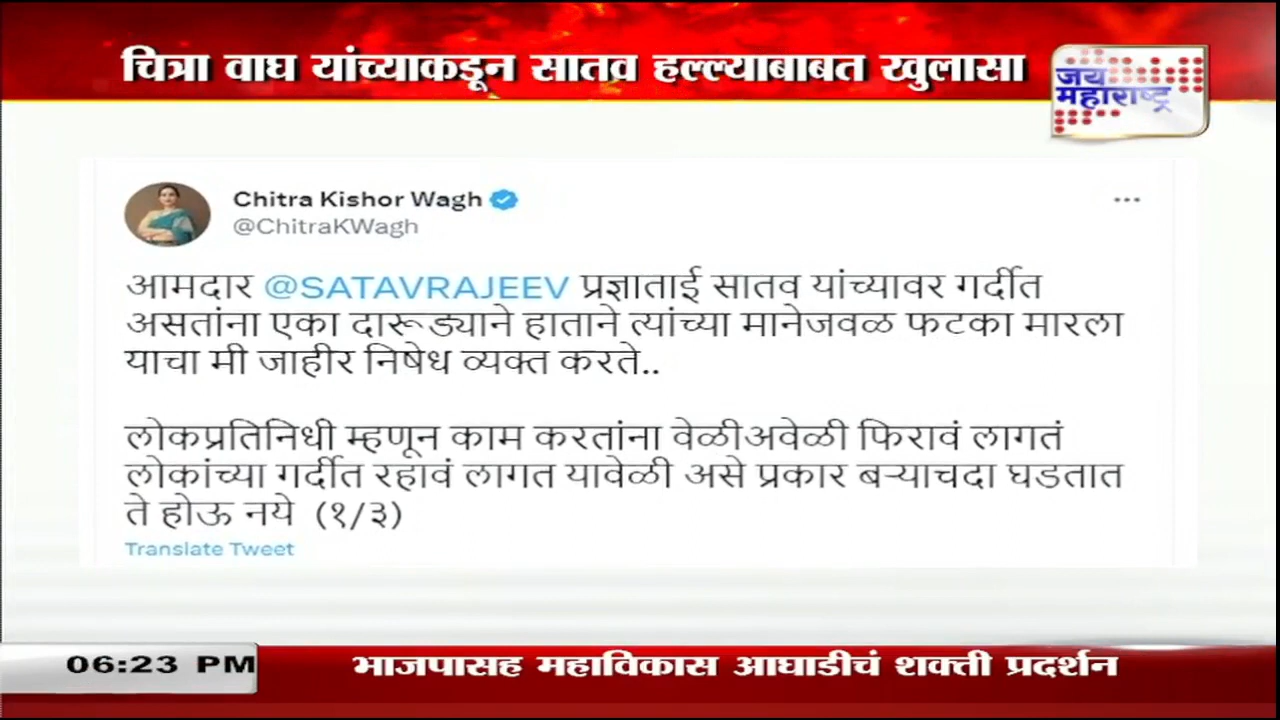 चित्रा वाघ यांच्याकडून सातव हल्ल्याबाबत खुलासा
जय
महाराष्ट्र
Chitra Kishor Wagh
@ChitraKWagh
आमदार @SATAVRAJEEV प्रज्ञाताई सातव यांच्यावर गर्दीत
असतांना एका दारूड्याने हाताने त्यांच्या मानेजवळ फटका मारला
याचा मी जाहीर निषेध व्यक्त करते..
लोकप्रतिनिधी म्हणून काम करतांना वेळीअवेळी फिरावं लागतं
लोकांच्या गर्दीत रहावं लागत यावेळी असे प्रकार बऱ्याचदा घडतात
ते होऊ नये (१/३)
Translate Tweet
06:23 PM
भाजपासह महाविकास आघाडीचं शक्ती प्रदर्शन